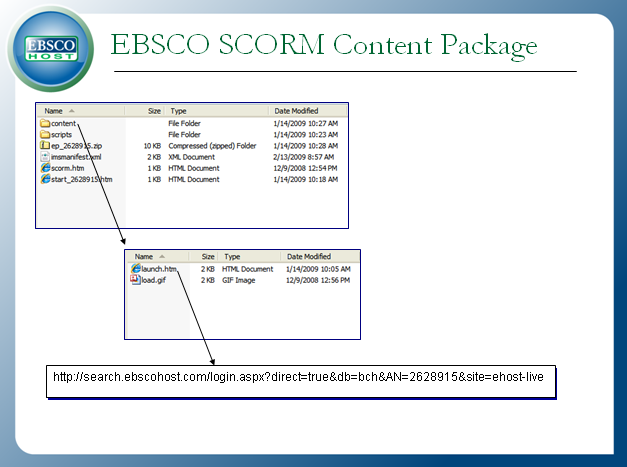 EBSCO
HOST
EBSCO SCORM Content Package
Name Size Type Date Modified
content File Folder 1/14/2009 10:27 AM
scripts File Folder 1/14/2009 10:23 AM
ep_2628915.zip 10 KB Compressed (zipped) Folder 1/14/2009 10:28 AM
imsmanifest.xml 2 KB XML Document 2/13/2009 8:57 AM
scorm.htm 1 KB HTML Document 12/9/2008 12:54 PM
start_2628915.htm 1 KB HTML Document 1/14/2009 10:18 AM
Name Size Type Date Modified
launch.htm 2 KB HTML Document 1/14/2009 10:05 AM
load.gif 2 KB GIF Image 12/9/2008 12:56 PM
http://search.ebscohost.com/login.aspx?direct=true&db=bch&AN=2628915&site=ehost-live